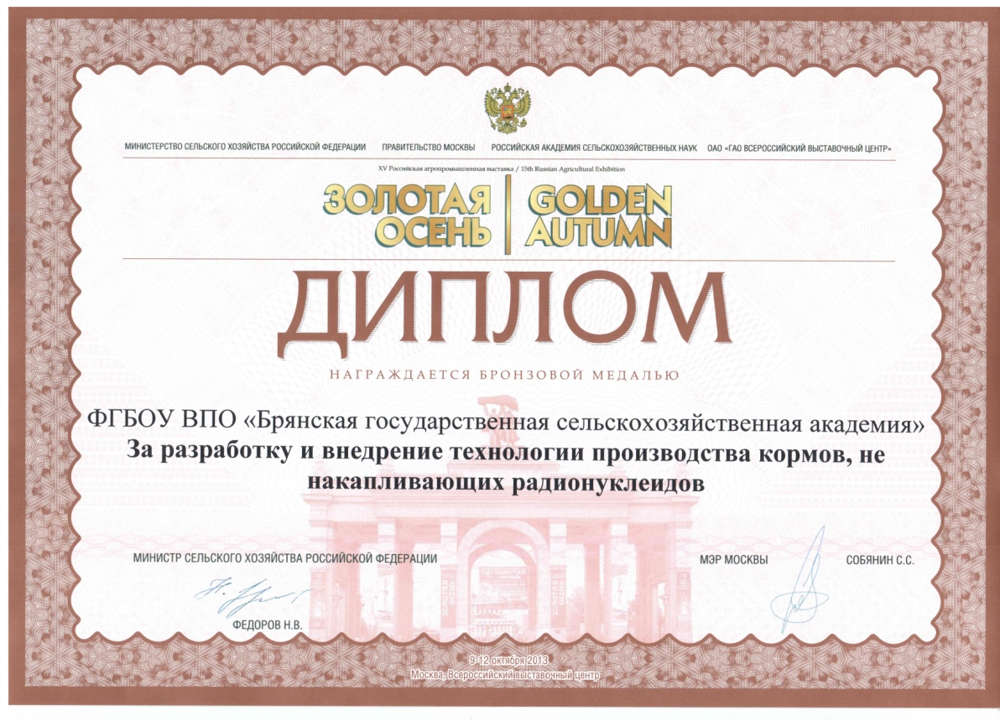 МИНИСТЕРСТВО СЕЛЬСКОГО ХОЗЯЙСТВА РОССИЙСКОЙ ФЕДЕРАЦИИ ПРАВИТЕЛЬСТВО МОСКВЫ РОССИЙСКАЯ АКАДЕМИЯ СЕЛЬСКОХОЗЯЙСТВЕННЫХ НАУК ОАО «ГАО ВСЕРОССИЙСКИЙ ВЫСТАВОЧНЫЙ ЦЕНТР»
XV Российская агропромышленная выставка / 15th Russian Agricultural Exhibition
ЗОЛОТАЯ ОСЕНЬ
GOLDEN AUTUMN
ДИПЛОМ
НАГРАЖДАЕТСЯ БРОНЗОВОЙ МЕДАЛЬЮ
ФГБОУ ВПО «Брянская государственная сельскохозяйственная академия»
За разработку и внедрение технологии производства кормов, не
накапливающих радионуклеидов
МИНИСТР СЕЛЬСКОГО ХОЗЯЙСТВА РОССИЙСКОЙ ФЕДЕРАЦИИ
ФЕДОРОВ Н.В.
МЭР МОСКВЫ СОБЯНИН С.С.
ЗОЛОТАЯ ОСЕНЬ
9-12 октября 2013
Москва, Всероссийский выставочный центр